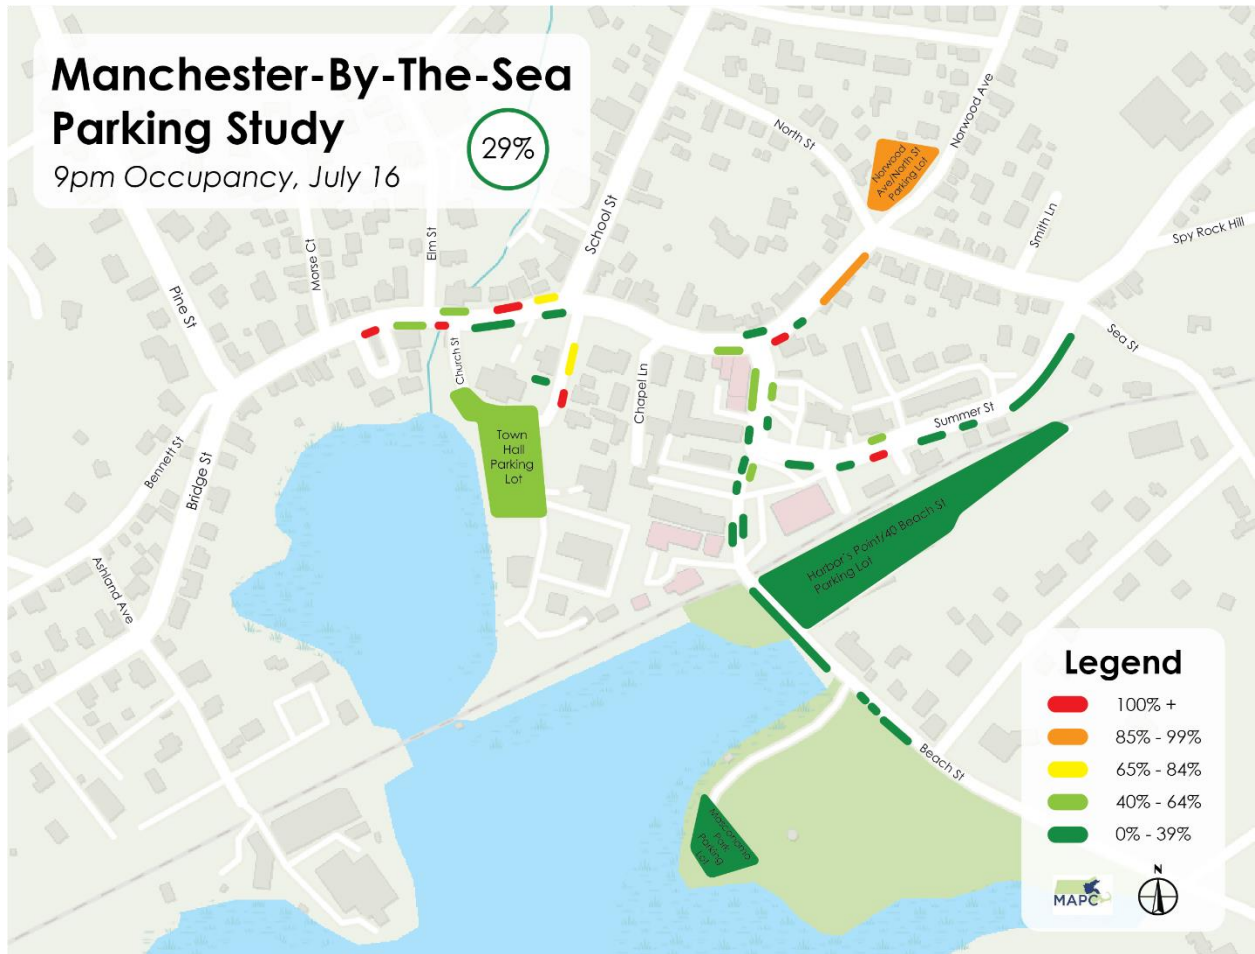 Manchester-By-The-Sea
Parking Study
9pm Occupancy, July 16
29%
North St
Norwood Ave
Norwood
Ave/North St
Parking Lot
School St
Smith Ln
Spy Rock Hill
Elm St
Morse Ct
Pine St
Sea St
Church St
Chapel Ln
Summer St
Bennett St
Bridge St
Town
Hall
Parking
Lot
Harbor's Point/40 Beach St
Parking Lot
Ashland Ave
Beach St
Masconomo
Park
Parking
Lot
Legend
100% +
85% - 99%
65% - 84%
40% - 64%
0% - 39%
MAPC
N